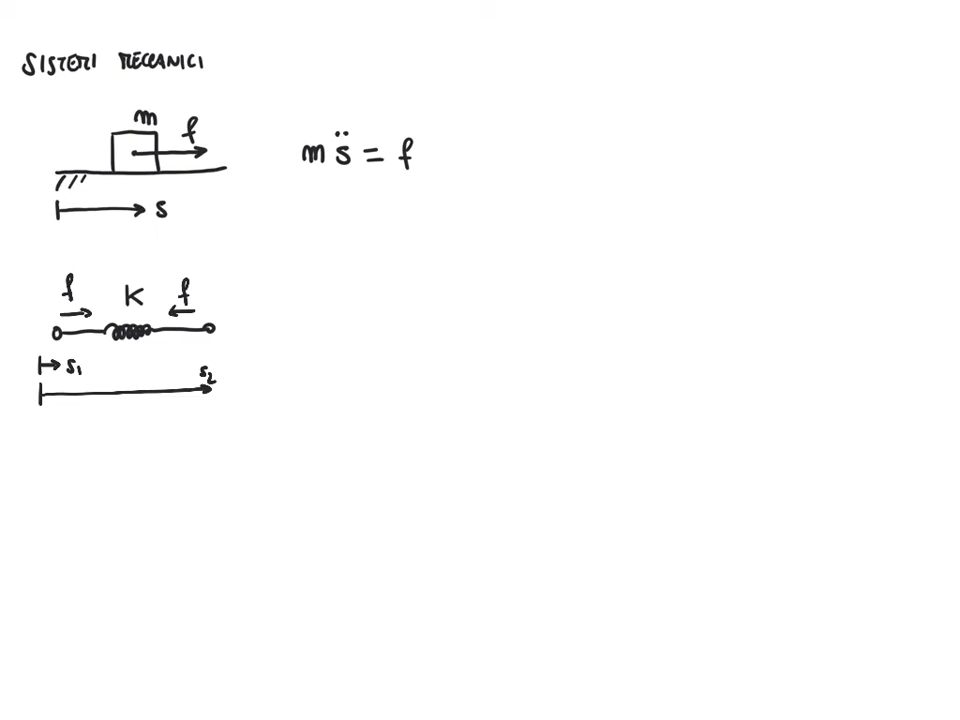 SISTEMI MECCANICI
m
f
m s̈ = f
s
f K f
s₁
s₂